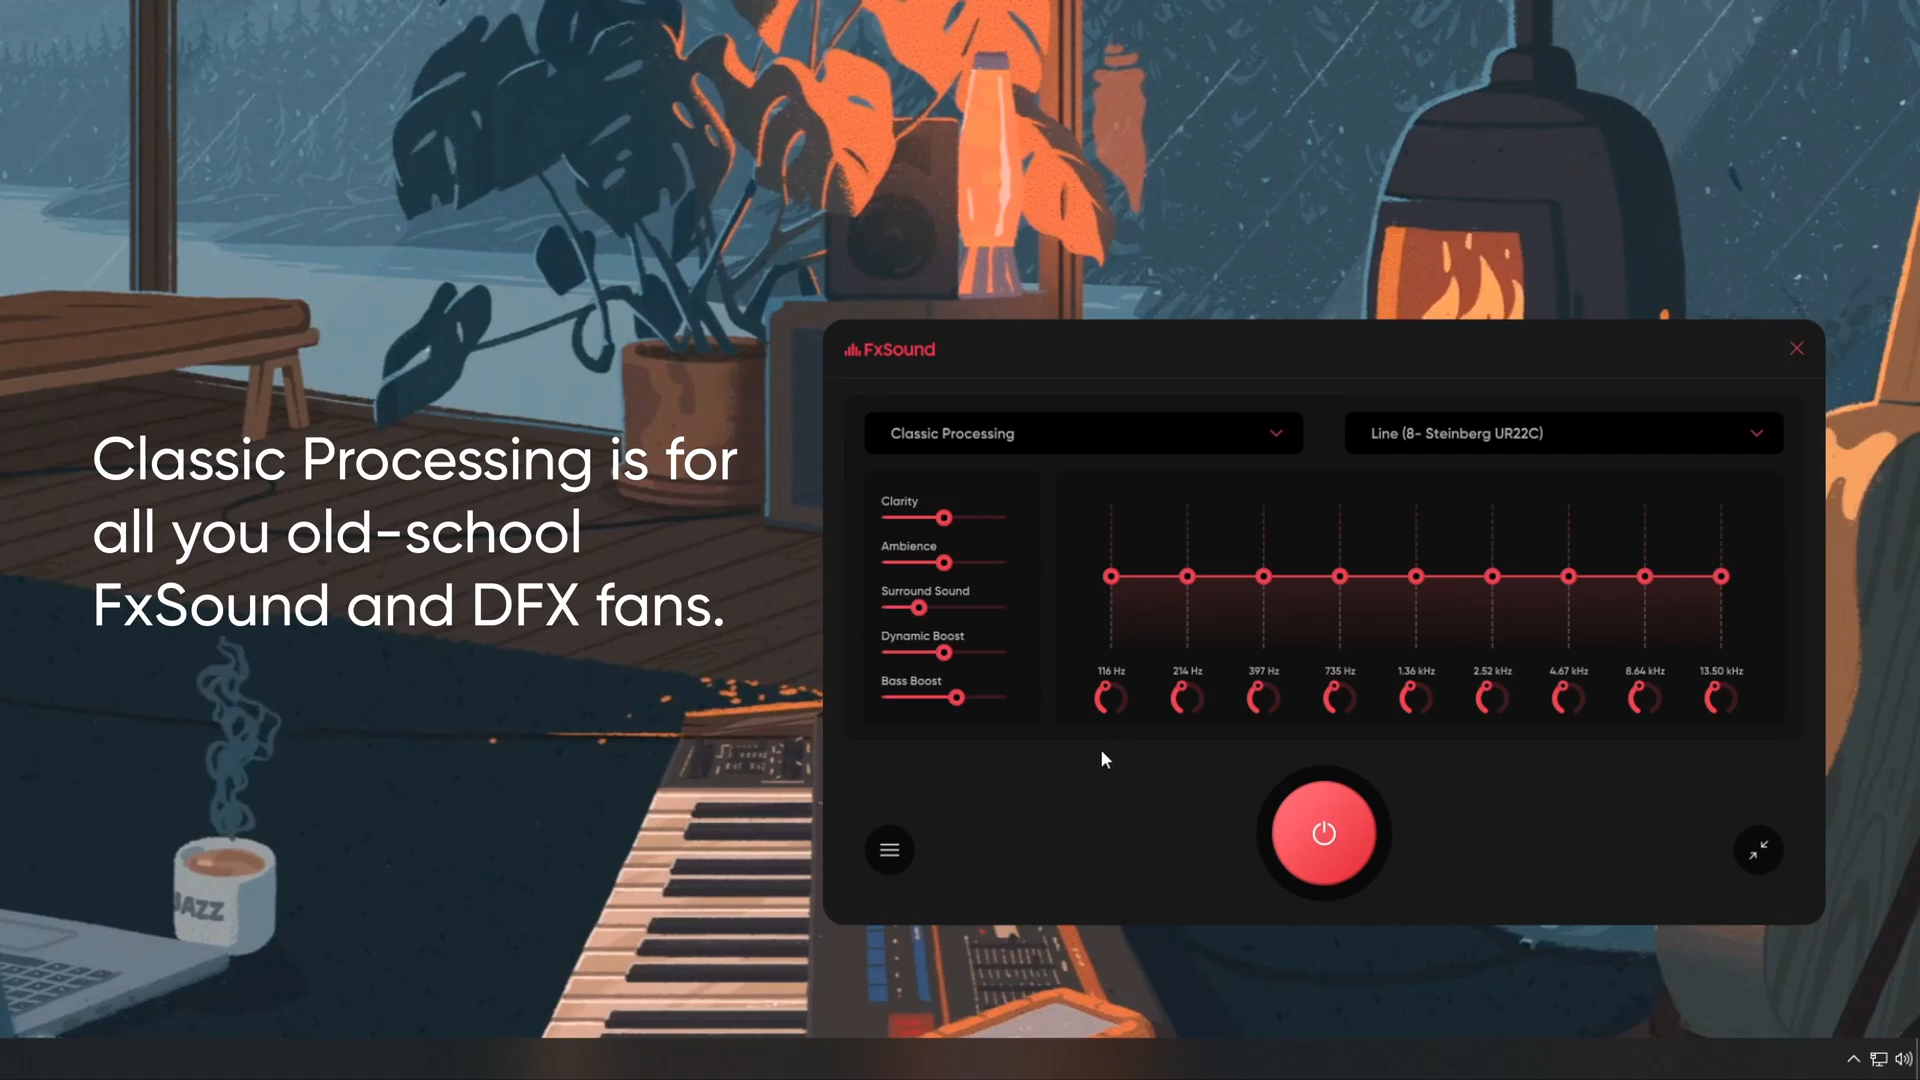 FxSound
Classic Processing
Line (8- Steinberg UR22C)
Classic Processing is for
all you old-school
FxSound and DFX fans.
Clarity
Ambience
Surround Sound
Dynamic Boost
Bass Boost
116 Hz 214 Hz 397 Hz 735 Hz 1.36 kHz 2.52 kHz 4.67 kHz 8.64 kHz 13.50 kHz
JAZZ